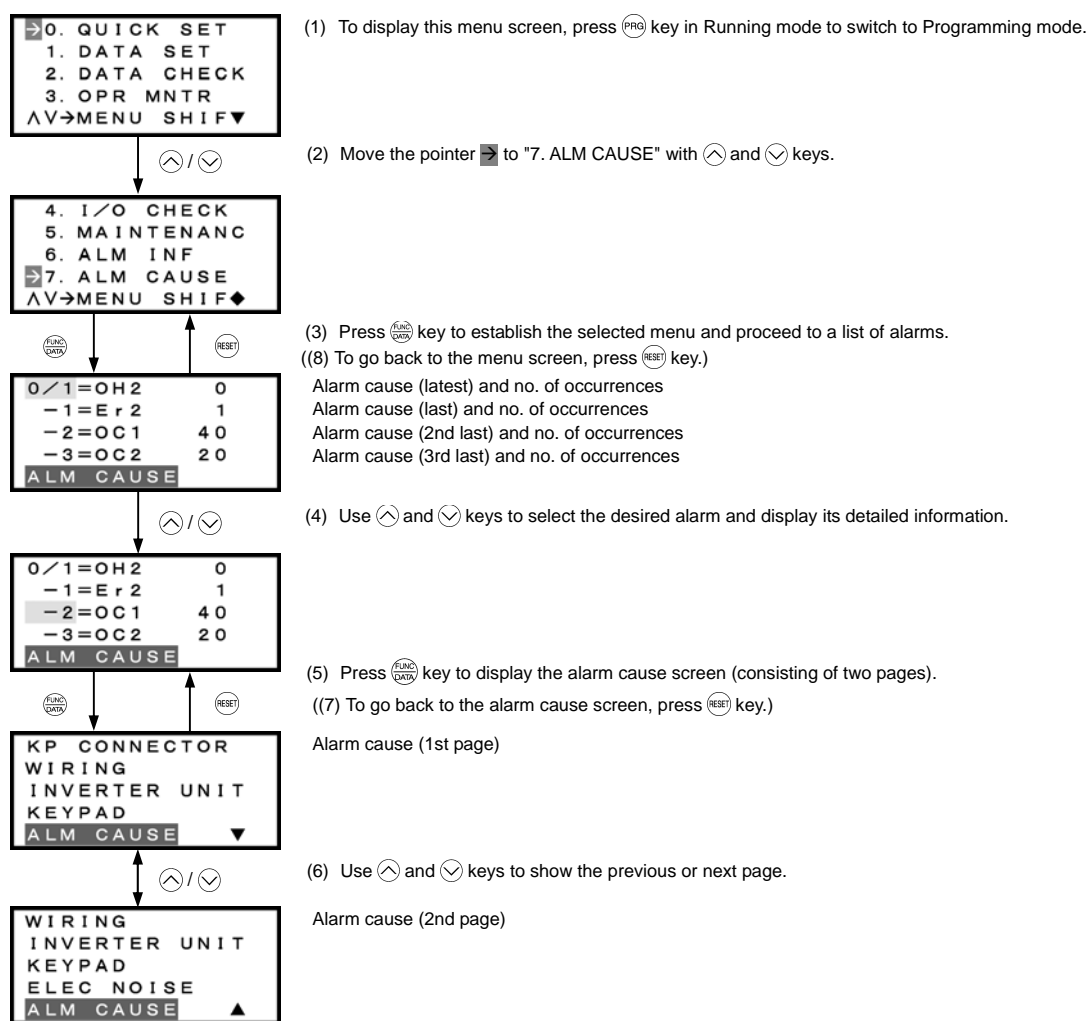 →0. QUICK SET
1. DATA SET
2. DATA CHECK
3. OPR MNTR
∧∨→MENU SHIF▼
(1) To display this menu screen, press PRG key in Running mode to switch to Programming mode.
/
(2) Move the pointer → to "7. ALM CAUSE" with and keys.
4. I/O CHECK
5. MAINTENANC
6. ALM INF
→7. ALM CAUSE
∧∨→MENU SHIF◆
FUNC DATA
RESET
(3) Press FUNC DATA key to establish the selected menu and proceed to a list of alarms.
((8) To go back to the menu screen, press RESET key.)
0/1=OH2 0
-1=Er2 1
-2=OC1 40
-3=OC2 20
ALM CAUSE
Alarm cause (latest) and no. of occurrences
Alarm cause (last) and no. of occurrences
Alarm cause (2nd last) and no. of occurrences
Alarm cause (3rd last) and no. of occurrences
/
(4) Use and keys to select the desired alarm and display its detailed information.
0/1=OH2 0
-1=Er2 1
-2=OC1 40
-3=OC2 20
ALM CAUSE
FUNC DATA
RESET
(5) Press FUNC DATA key to display the alarm cause screen (consisting of two pages).
((7) To go back to the alarm cause screen, press RESET key.)
KP CONNECTOR
WIRING
INVERTER UNIT
KEYPAD
ALM CAUSE ▼
Alarm cause (1st page)
/
(6) Use and keys to show the previous or next page.
WIRING
INVERTER UNIT
KEYPAD
ELEC NOISE
ALM CAUSE ▲
Alarm cause (2nd page)